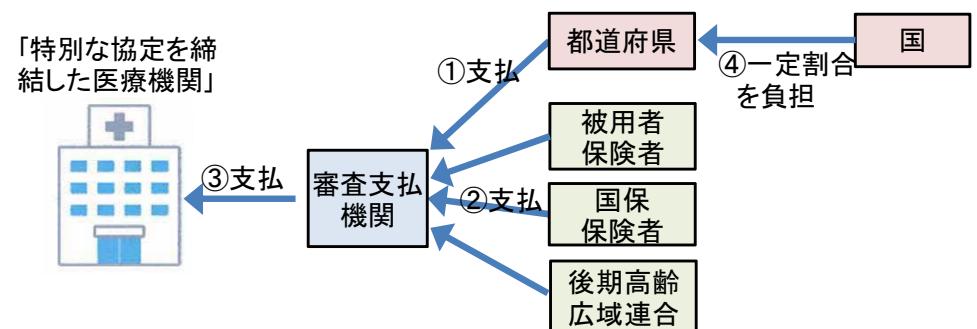 「特別な協定を締
結した医療機関」
③支払
審査支払
機関
①支払
②支払
都道府県
被用者
保険者
国保
保険者
後期高齢
広域連合
④一定割合
を負担
国